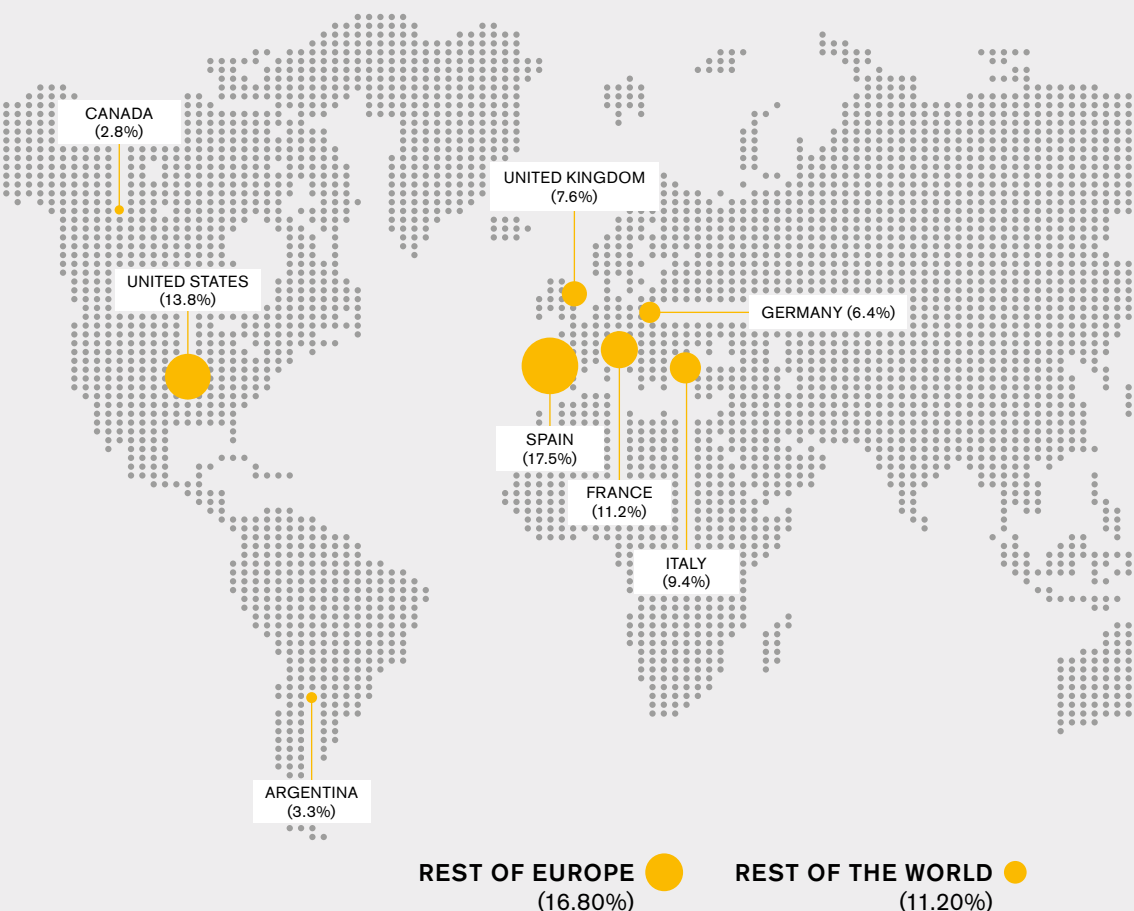 CANADA
(2.8%)
UNITED KINGDOM
(7.6%)
UNITED STATES
(13.8%)
GERMANY (6.4%)
SPAIN
(17.5%)
FRANCE
(11.2%)
ITALY
(9.4%)
ARGENTINA
(3.3%)
REST OF EUROPE
(16.80%)
REST OF THE WORLD
(11.20%)